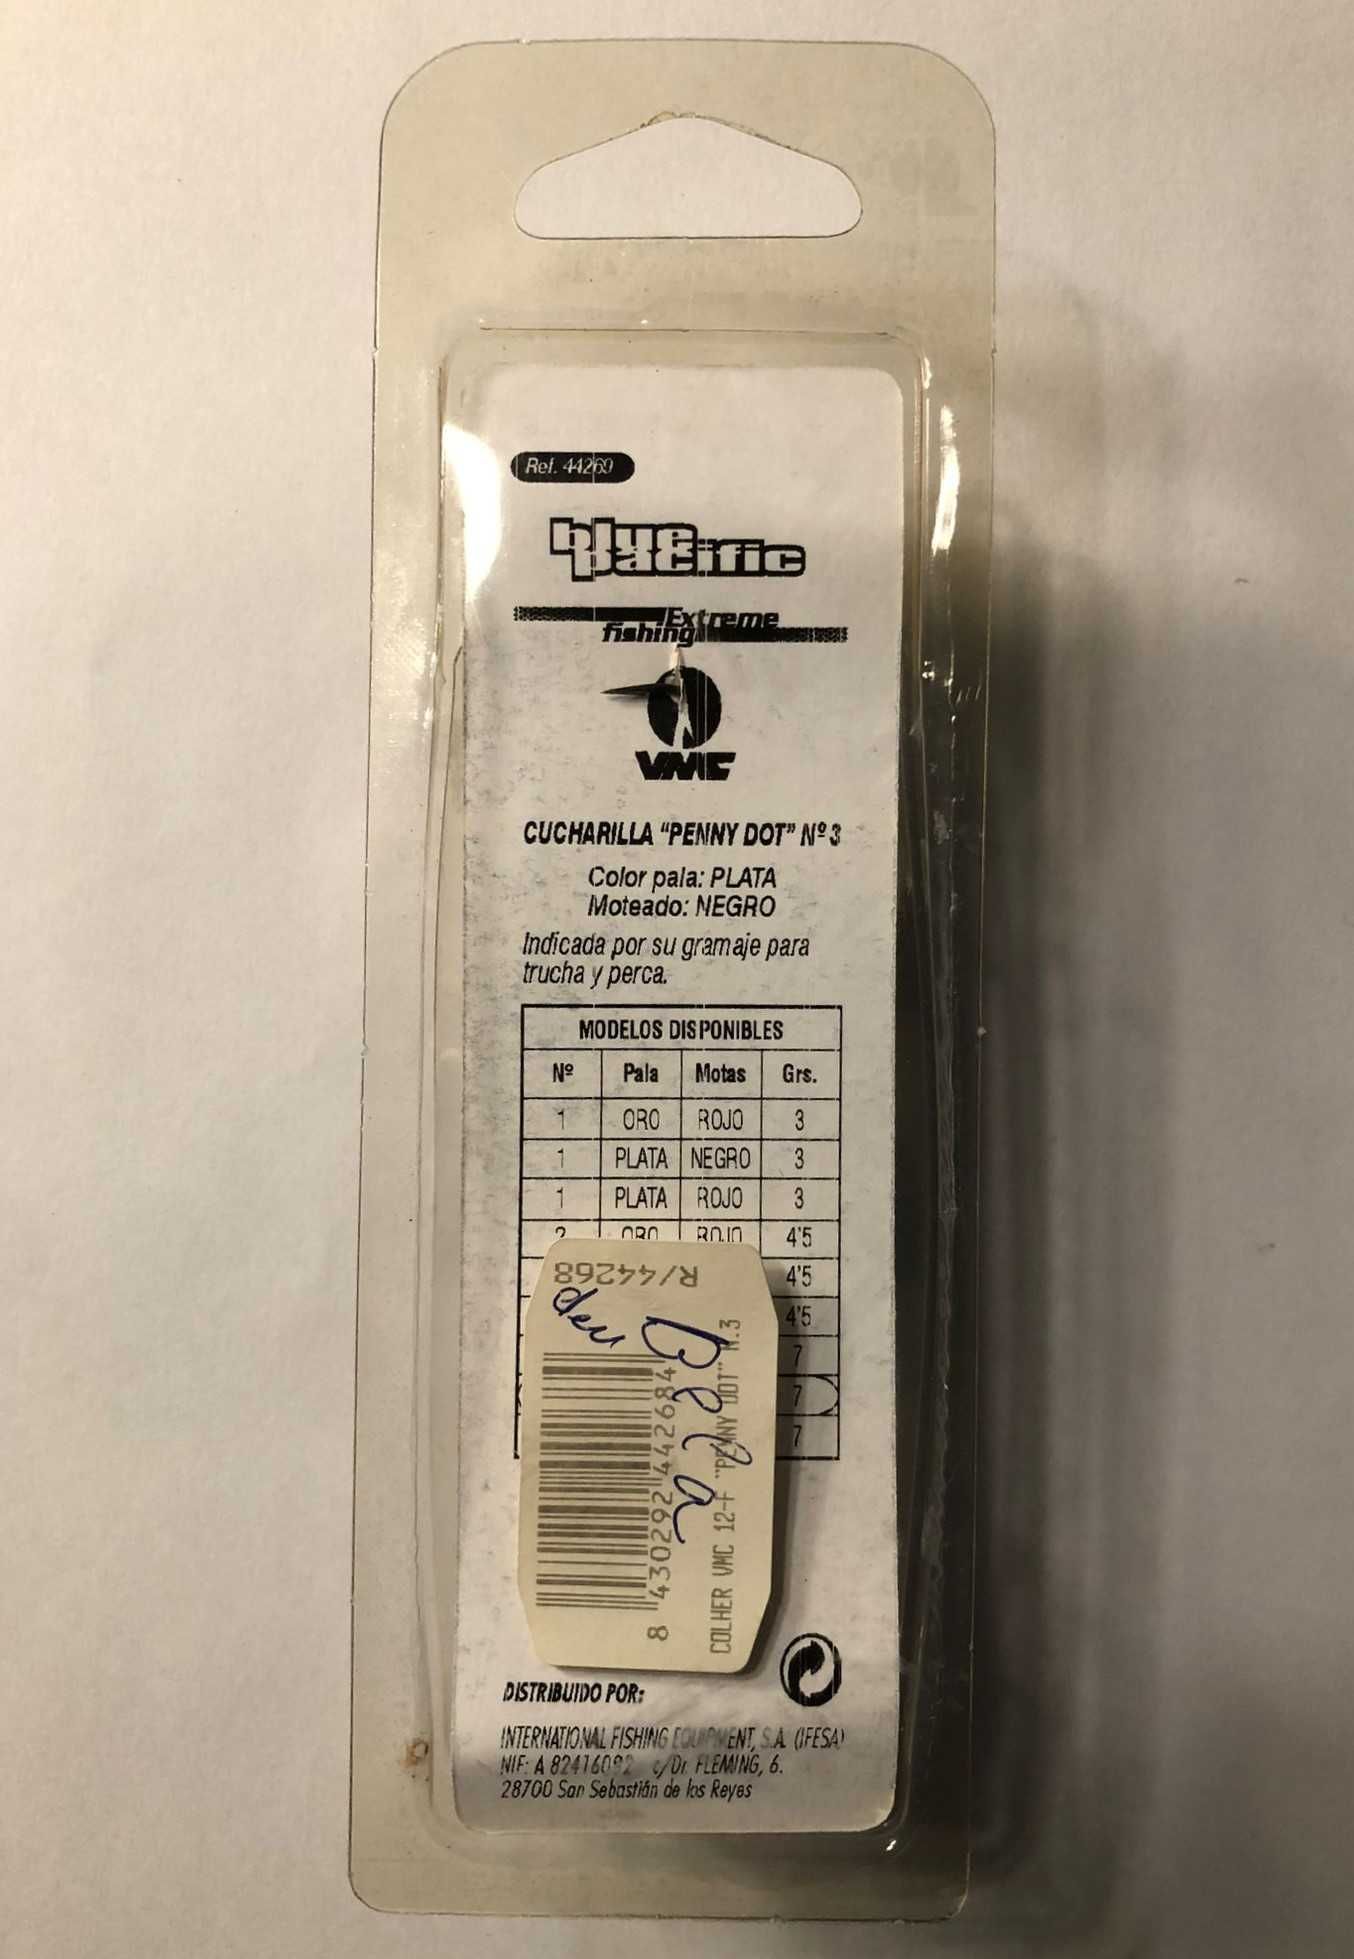 Ref. 44269
blue pacific
Extreme
fishing
VMC
CUCHARILLA “PENNY DOT” Nº 3
Color pala: PLATA
Moteado: NEGRO
Indicada por su gramaje para
trucha y perca.
MODELOS DISPONIBLES
Nº Pala Motas Grs.
1 ORO ROJO 3
1 PLATA NEGRO 3
1 PLATA ROJO 3
2 ORO ROJO 4'5
4'5
4'5
7
7
7
R/44268
8 430292 442684
COLHER VMC 12-F "PENNY DOT" N.3
DISTRIBUIDO POR:
INTERNATIONAL FISHING EQUIPMENT, S.A. (IFESA)
NIF: A 82416092 c/Dr. FLEMING, 6.
28700 San Sebastián de los Reyes